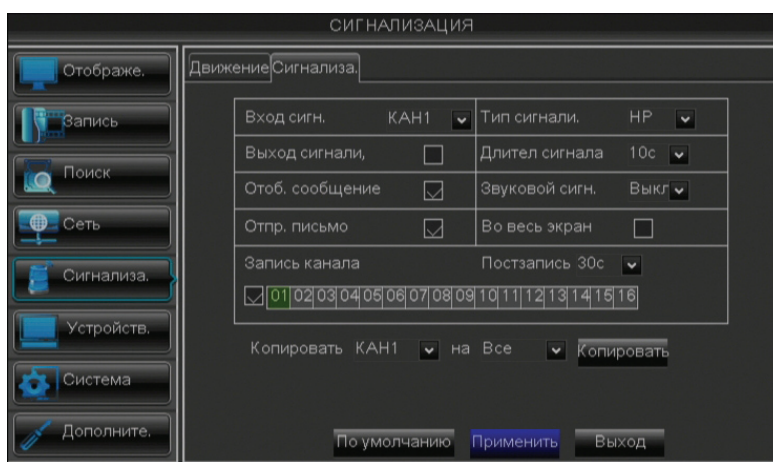 СИГНАЛИЗАЦИЯ
Отображе.
Запись
Поиск
Сеть
Сигнализа.
Устройств.
Система
Дополните.
Движение Сигнализа.
Вход сигн. КАН1 Тип сигнали. НР
Выход сигнали, Длител сигнала 10с
Отоб. сообщение Звуковой сигн. Выкл
Отпр. письмо Во весь экран
Запись канала Постзапись 30с
01 02 03 04 05 06 07 08 09 10 11 12 13 14 15 16
Копировать КАН1 на Все Копировать
По умолчанию Применить Выход